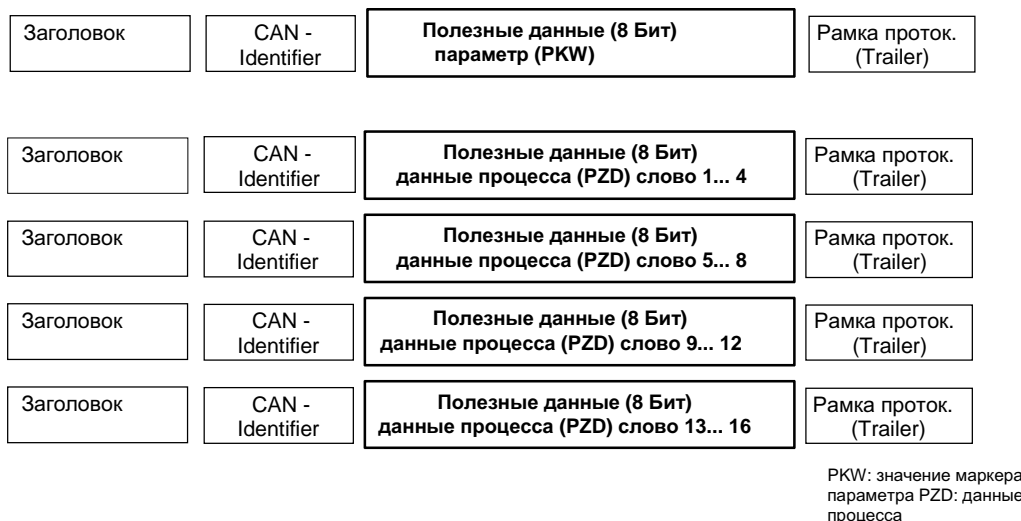 Заголовок
CAN -
Identifier
Полезные данные (8 Бит)
параметр (PKW)
Рамка проток.
(Trailer)
Заголовок
CAN -
Identifier
Полезные данные (8 Бит)
данные процесса (PZD) слово 1... 4
Рамка проток.
(Trailer)
Заголовок
CAN -
Identifier
Полезные данные (8 Бит)
данные процесса (PZD) слово 5... 8
Рамка проток.
(Trailer)
Заголовок
CAN -
Identifier
Полезные данные (8 Бит)
данные процесса (PZD) слово 9... 12
Рамка проток.
(Trailer)
Заголовок
CAN -
Identifier
Полезные данные (8 Бит)
данные процесса (PZD) слово 13... 16
Рамка проток.
(Trailer)
PKW: значение маркера
параметра PZD: данные
процесса